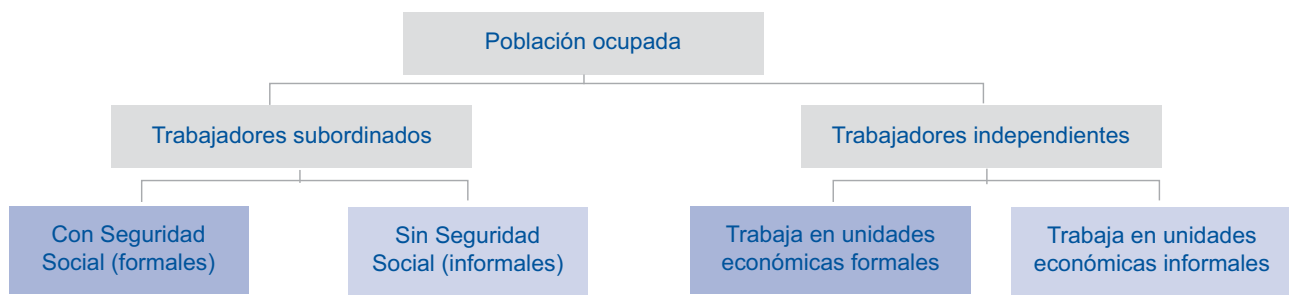 Población ocupada
Trabajadores subordinados
Trabajadores independientes
Con Seguridad
Social (formales)
Sin Seguridad
Social (informales)
Trabaja en unidades
económicas formales
Trabaja en unidades
económicas informales